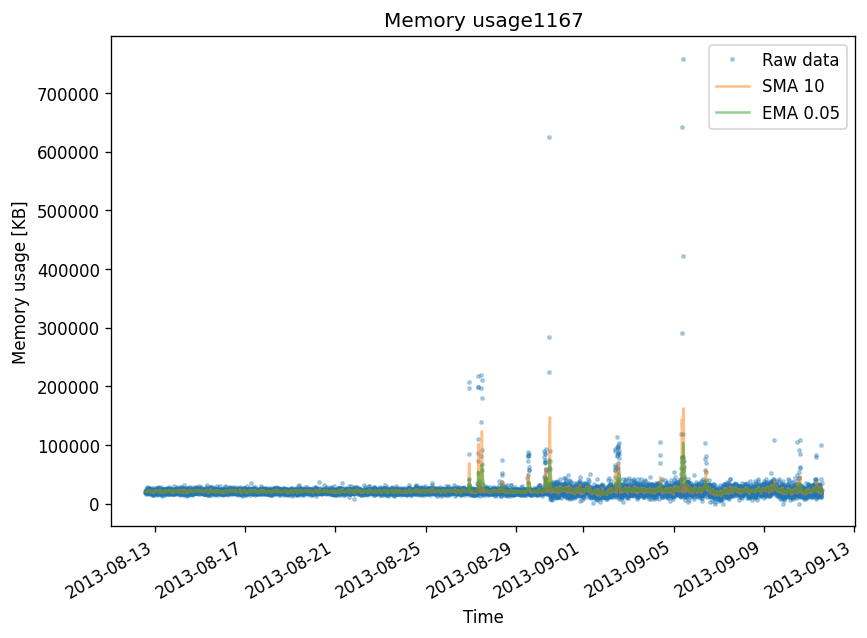 Memory usage1167
Raw data
SMA 10
EMA 0.05
Memory usage [KB]
700000
600000
500000
400000
300000
200000
100000
0
2013-08-13
2013-08-17
2013-08-21
2013-08-25
2013-08-29
2013-09-01
2013-09-05
2013-09-09
2013-09-13
Time